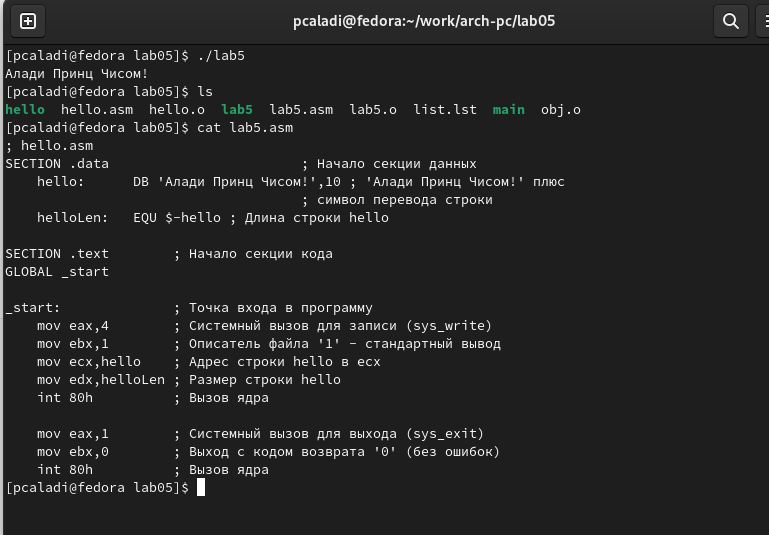 pcaladi@fedora:~/work/arch-pc/lab05
[pcaladi@fedora lab05]$ ./lab5
Алади Принц Чисом!
[pcaladi@fedora lab05]$ ls
hello  hello.asm  hello.o  lab5  lab5.asm  lab5.o  list.lst  main  obj.o
[pcaladi@fedora lab05]$ cat lab5.asm
; hello.asm
SECTION .data                        ; Начало секции данных
    hello:      DB 'Алади Принц Чисом!',10 ; 'Алади Принц Чисом!' плюс
                                     ; символ перевода строки
    helloLen:   EQU $-hello ; Длина строки hello

SECTION .text        ; Начало секции кода
GLOBAL _start

_start:              ; Точка входа в программу
    mov eax,4        ; Системный вызов для записи (sys_write)
    mov ebx,1        ; Описатель файла '1' - стандартный вывод
    mov ecx,hello    ; Адрес строки hello в ecx
    mov edx,helloLen ; Размер строки hello
    int 80h          ; Вызов ядра

    mov eax,1        ; Системный вызов для выхода (sys_exit)
    mov ebx,0        ; Выход с кодом возврата '0' (без ошибок)
    int 80h          ; Вызов ядра
[pcaladi@fedora lab05]$